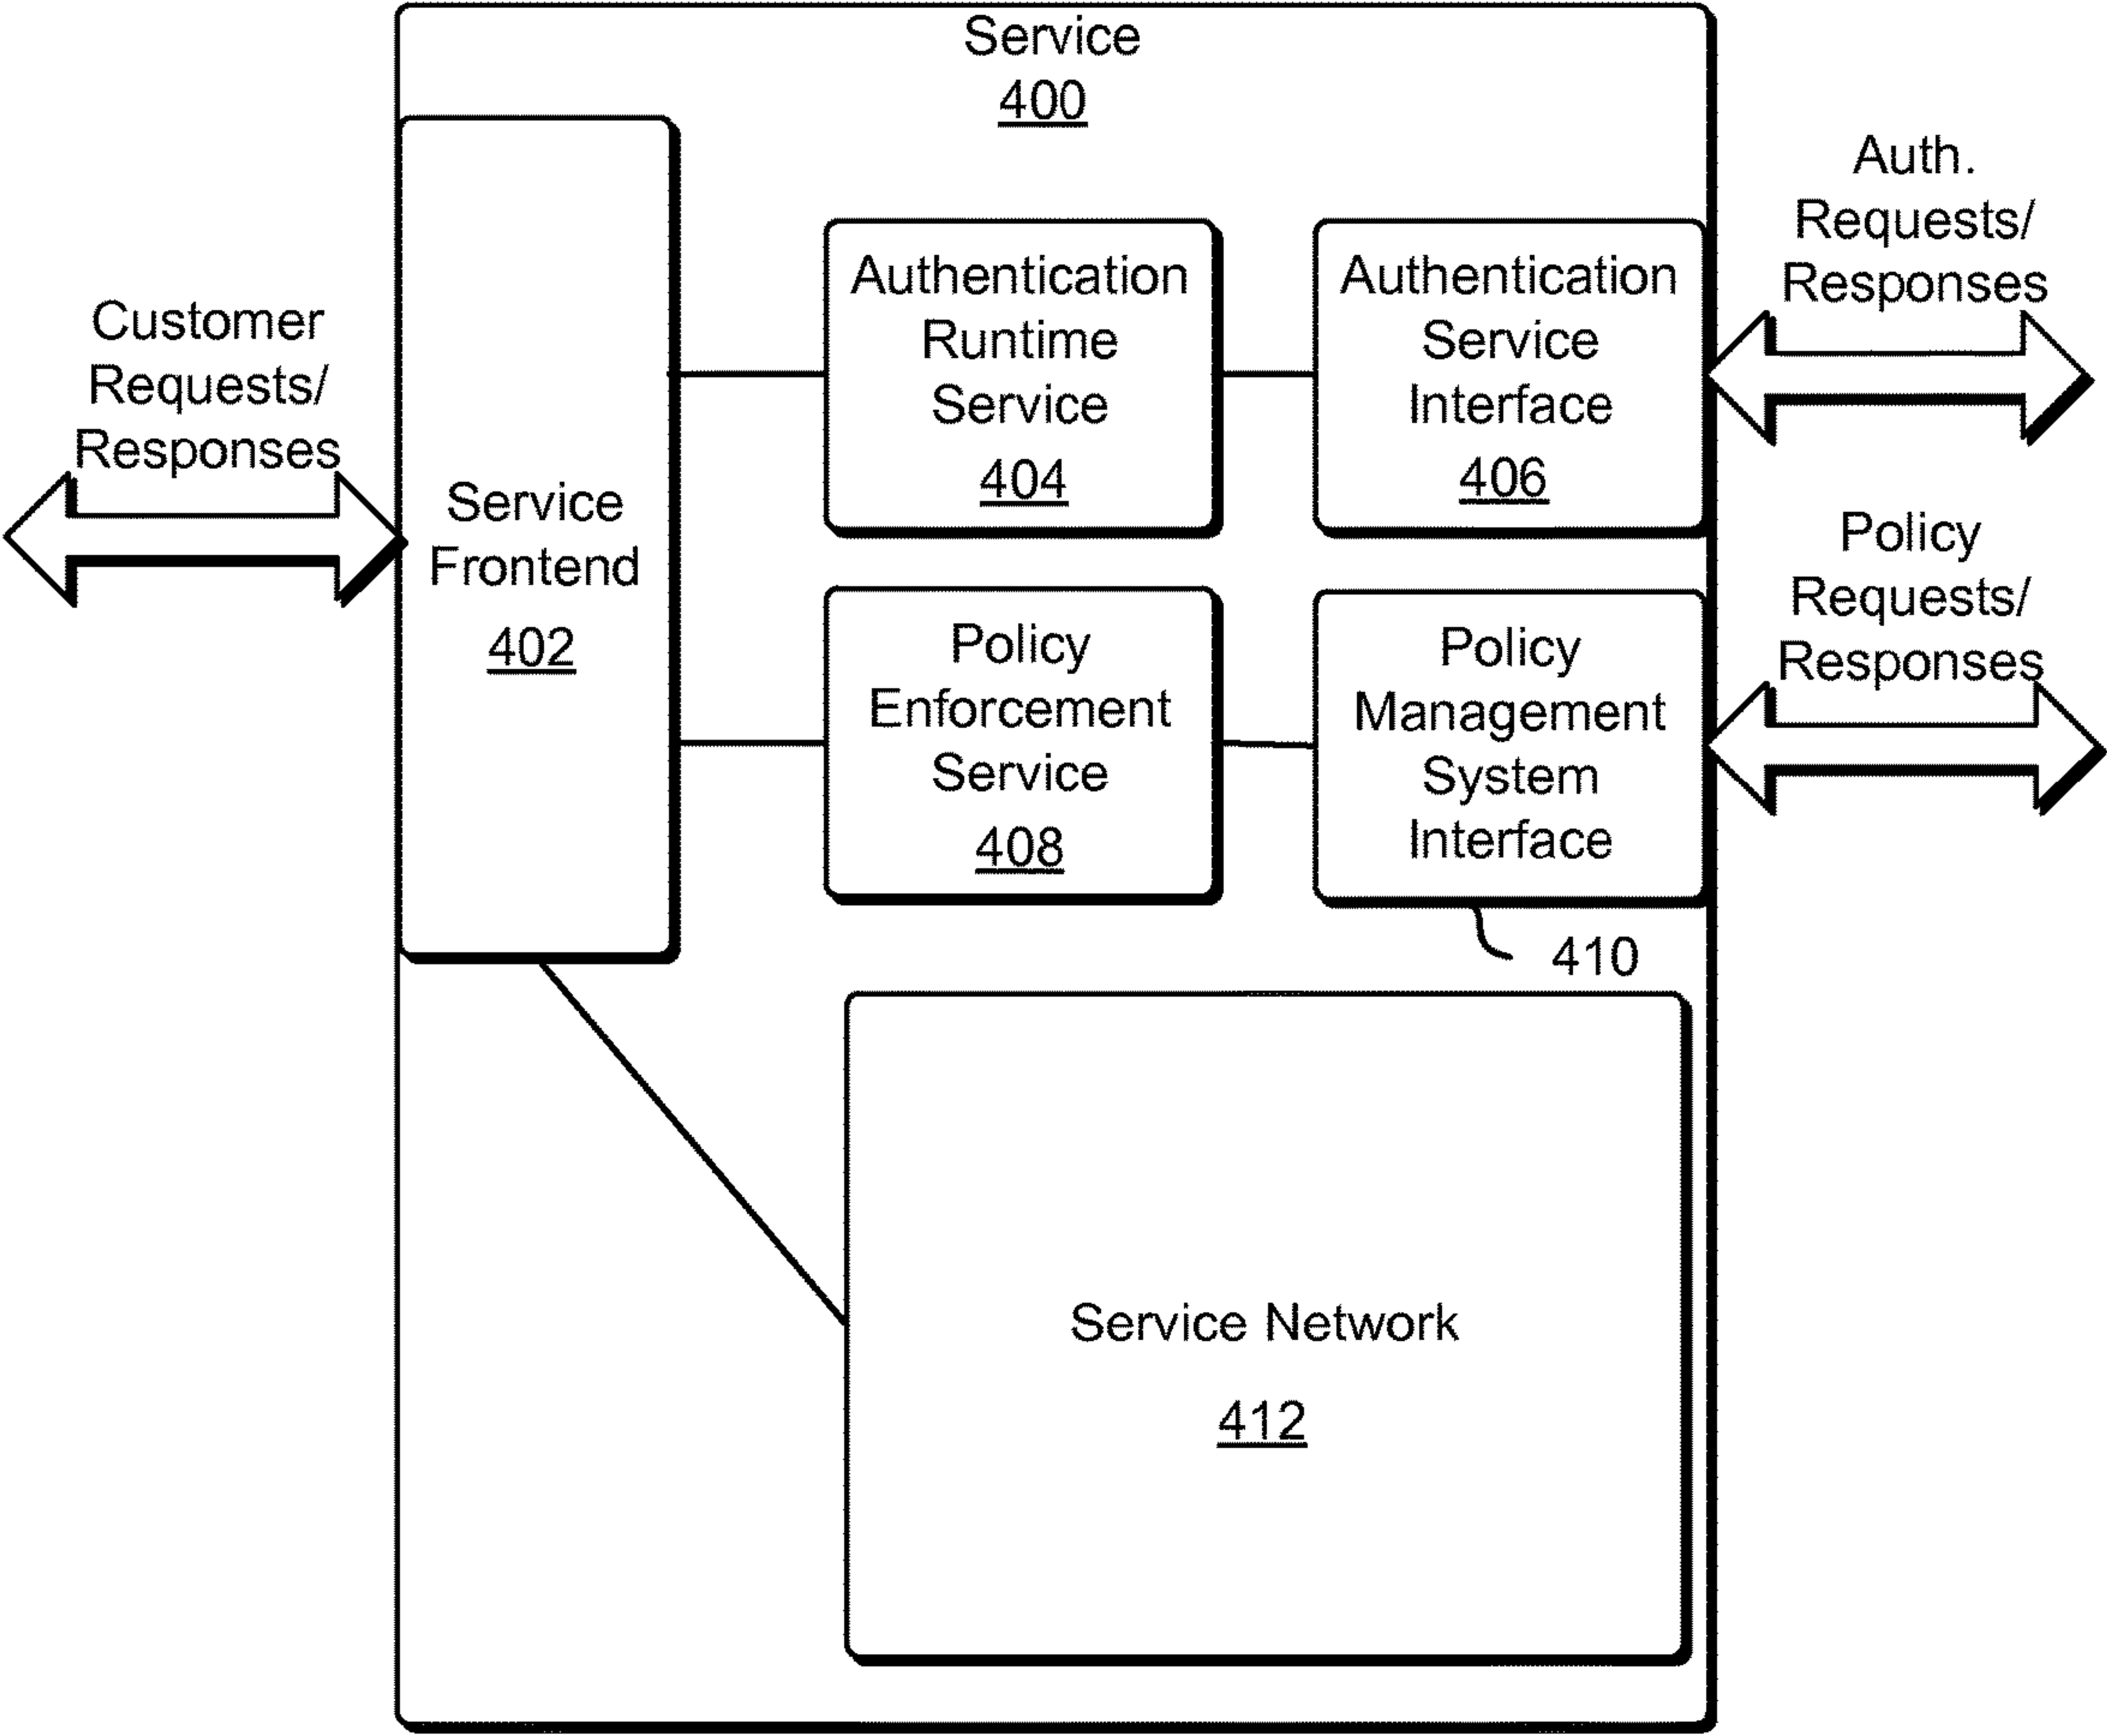 Service
400
Customer
Requests/
Responses
Service
Frontend
402
Authentication
Runtime
Service
404
Authentication
Service
Interface
406
Auth.
Requests/
Responses
Policy
Enforcement
Service
408
Policy
Management
System
Interface
410
Policy
Requests/
Responses
Service Network
412